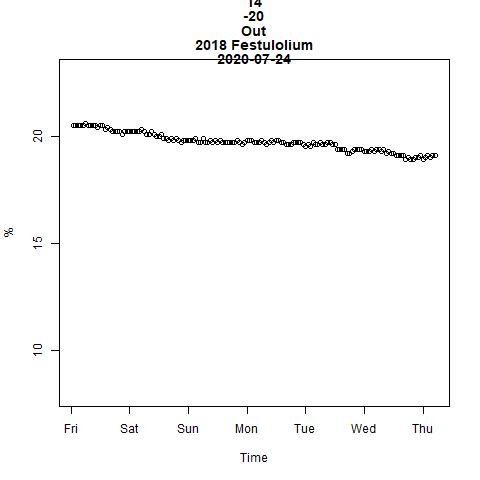 14
-20
Out
2018 Festulolium
2020-07-24
%
20
15
10
Fri
Sat
Sun
Mon
Tue
Wed
Thu
Time